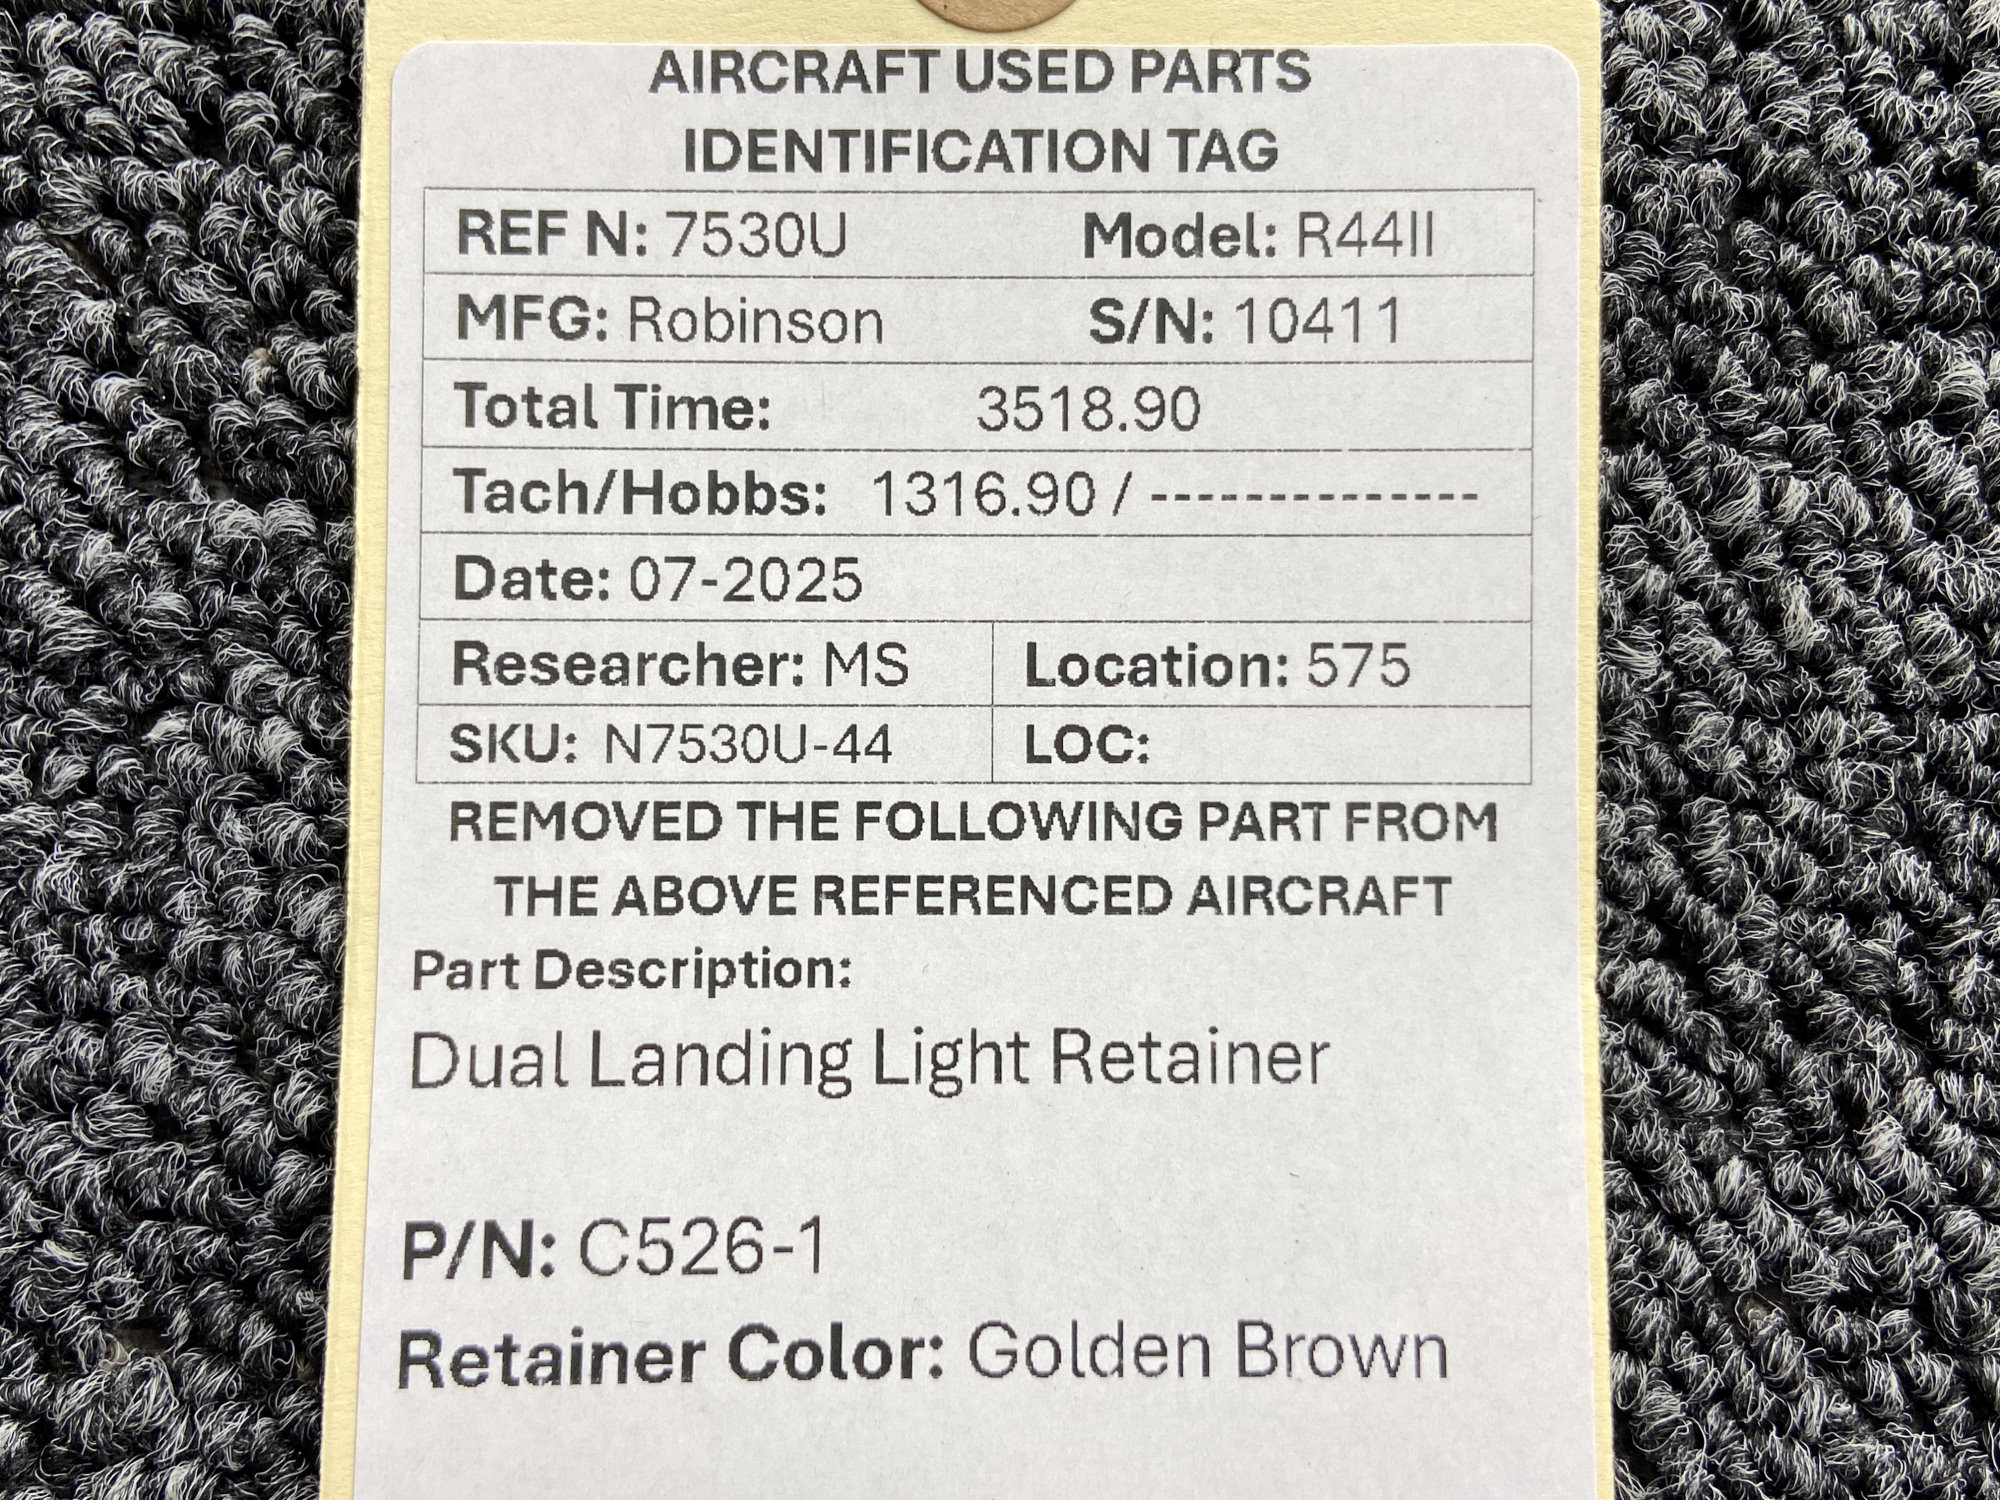 AIRCRAFT USED PARTS
IDENTIFICATION TAG
REF N: 7530U Model: R44II
MFG: Robinson S/N: 10411
Total Time: 3518.90
Tach/Hobbs: 1316.90 / --------------
Date: 07-2025
Researcher: MS Location: 575
SKU: N7530U-44 LOC:
REMOVED THE FOLLOWING PART FROM
THE ABOVE REFERENCED AIRCRAFT
Part Description:
Dual Landing Light Retainer
P/N: C526-1
Retainer Color: Golden Brown